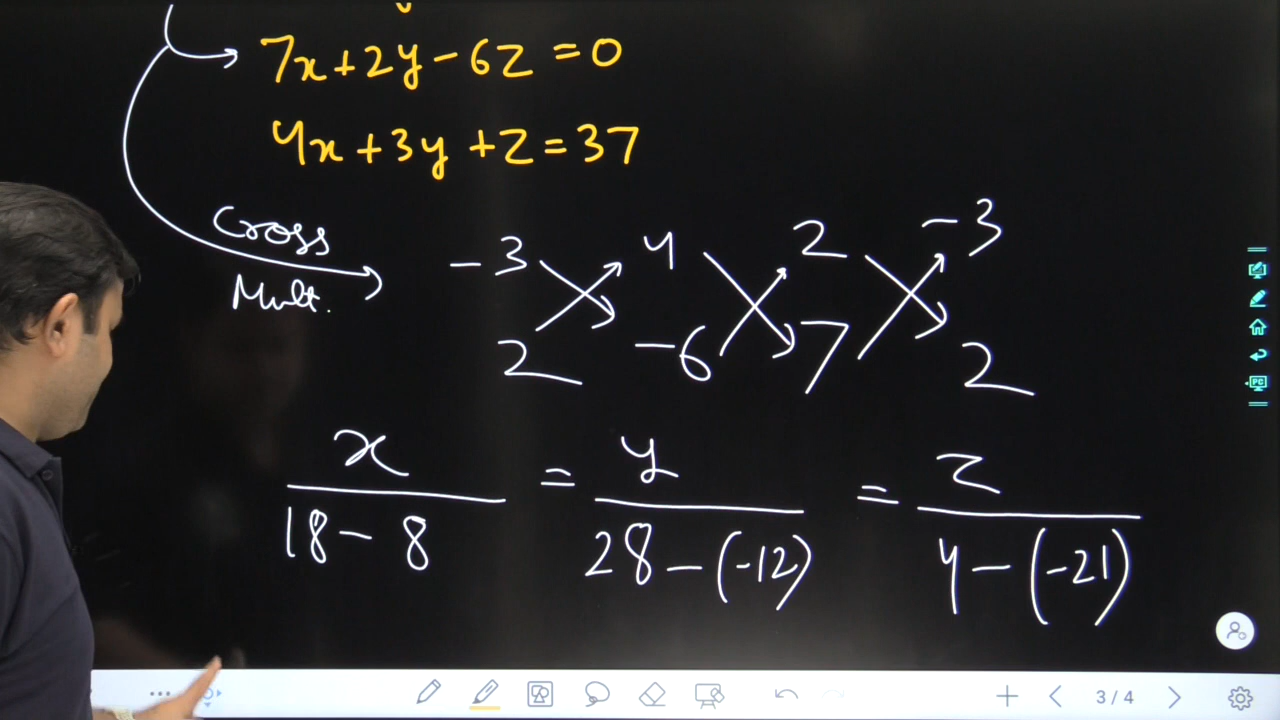 7x+2y-6z=0
4x+3y+z=37
Cross
Mult.
-3 4 2 -3
2 -6 7 2
x = y = z
18-8 28-(-12) 4-(-21)
PC
3 / 4